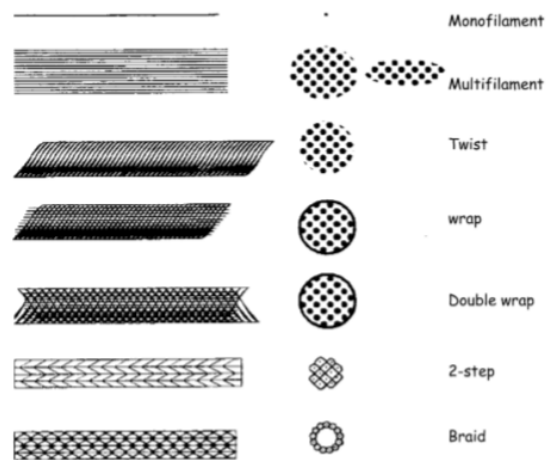 Monofilament
Multifilament
Twist
wrap
Double wrap
2-step
Braid